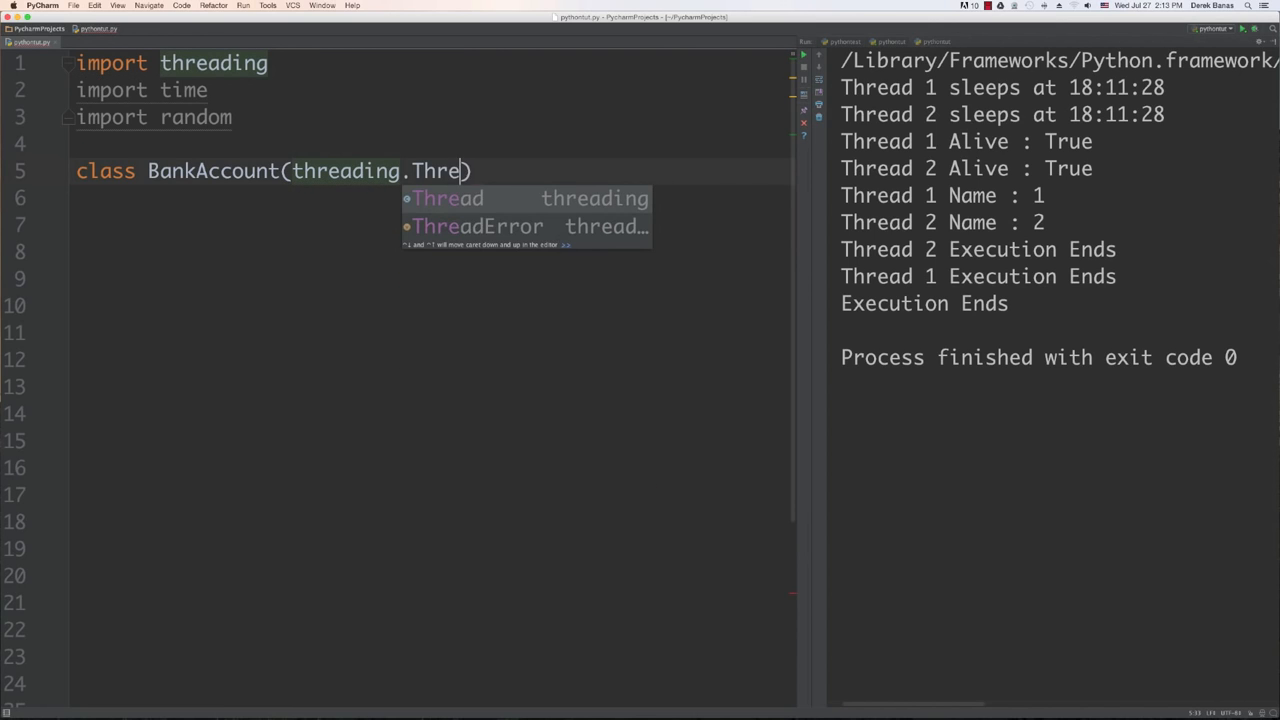 PyCharm File Edit View Navigate Code Refactor Run Tools VCS Window Help
10 Wed Jul 27 2:13 PM Derek Banas
pythontut.py - PycharmProjects - [~/PycharmProjects]
PycharmProjects pythontut.py
pythontut
pythontut.py
Run: pythontest pythontut pythontut
1 import threading
2 import time
3 import random
4
5 class BankAccount(threading.Thre)
6
7
8
9
10
11
12
13
14
15
16
17
18
19
20
21
22
23
24
25
Thread threading
ThreadError thread...
^↓ and ^↑ will move caret down and up in the editor >>
/Library/Frameworks/Python.framework/
Thread 1 sleeps at 18:11:28
Thread 2 sleeps at 18:11:28
Thread 1 Alive : True
Thread 2 Alive : True
Thread 1 Name : 1
Thread 2 Name : 2
Thread 2 Execution Ends
Thread 1 Execution Ends
Execution Ends
Process finished with exit code 0
5:33 LF‡ UTF-8‡